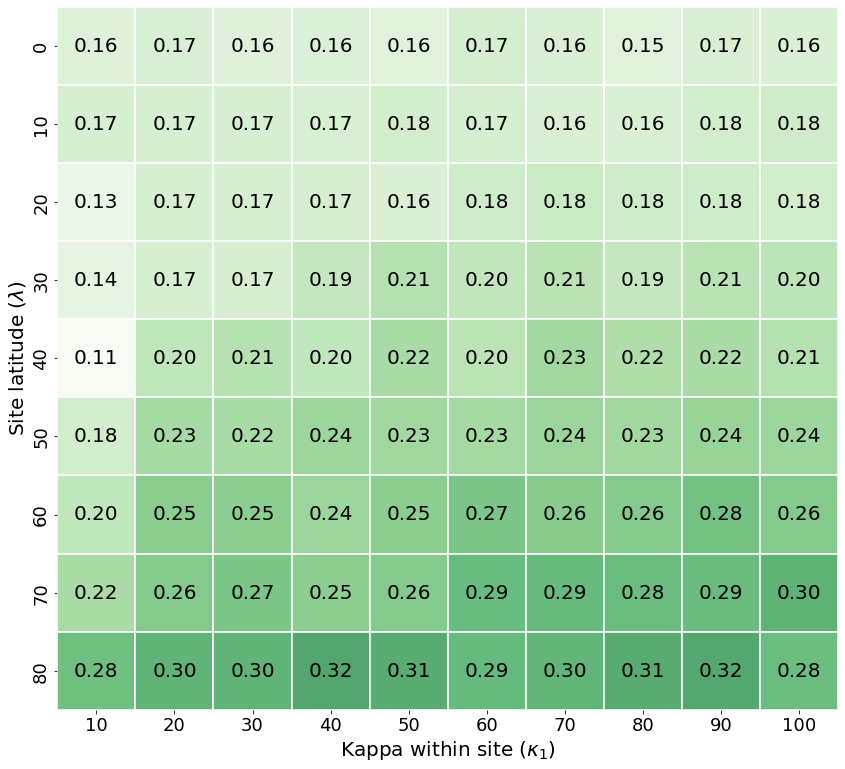 0 0.16 0.17 0.16 0.16 0.16 0.17 0.16 0.15 0.17 0.16
10 0.17 0.17 0.17 0.17 0.18 0.17 0.16 0.16 0.18 0.18
20 0.13 0.17 0.17 0.17 0.16 0.18 0.18 0.18 0.18 0.18
30 0.14 0.17 0.17 0.19 0.21 0.20 0.21 0.19 0.21 0.20
40 0.11 0.20 0.21 0.20 0.22 0.20 0.23 0.22 0.22 0.21
50 0.18 0.23 0.22 0.24 0.23 0.23 0.24 0.23 0.24 0.24
60 0.20 0.25 0.25 0.24 0.25 0.27 0.26 0.26 0.28 0.26
70 0.22 0.26 0.27 0.25 0.26 0.29 0.29 0.28 0.29 0.30
80 0.28 0.30 0.30 0.32 0.31 0.29 0.30 0.31 0.32 0.28
10 20 30 40 50 60 70 80 90 100
Site latitude (λ)
Kappa within site (κ₁)